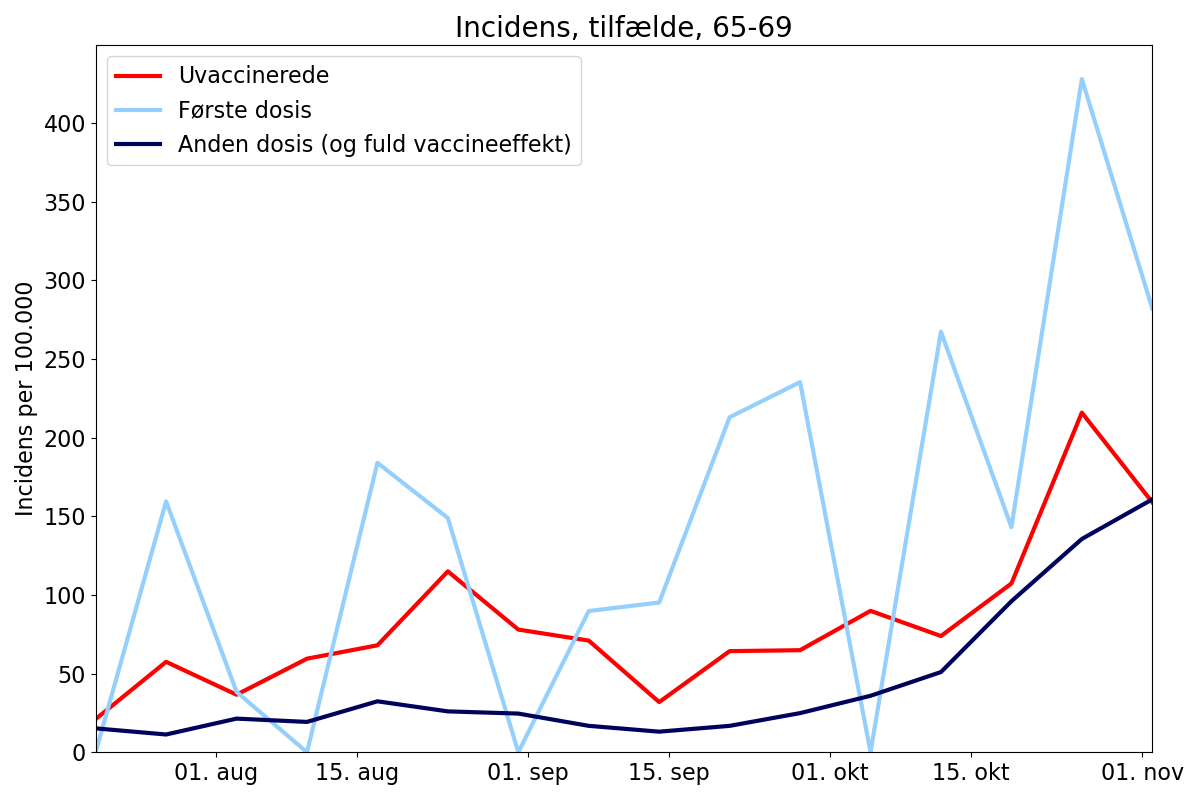 Incidens, tilfælde, 65-69
Uvaccinerede
Første dosis
Anden dosis (og fuld vaccineeffekt)
Incidens per 100.000
400
350
300
250
200
150
100
50
0
01. aug 15. aug 01. sep 15. sep 01. okt 15. okt 01. nov